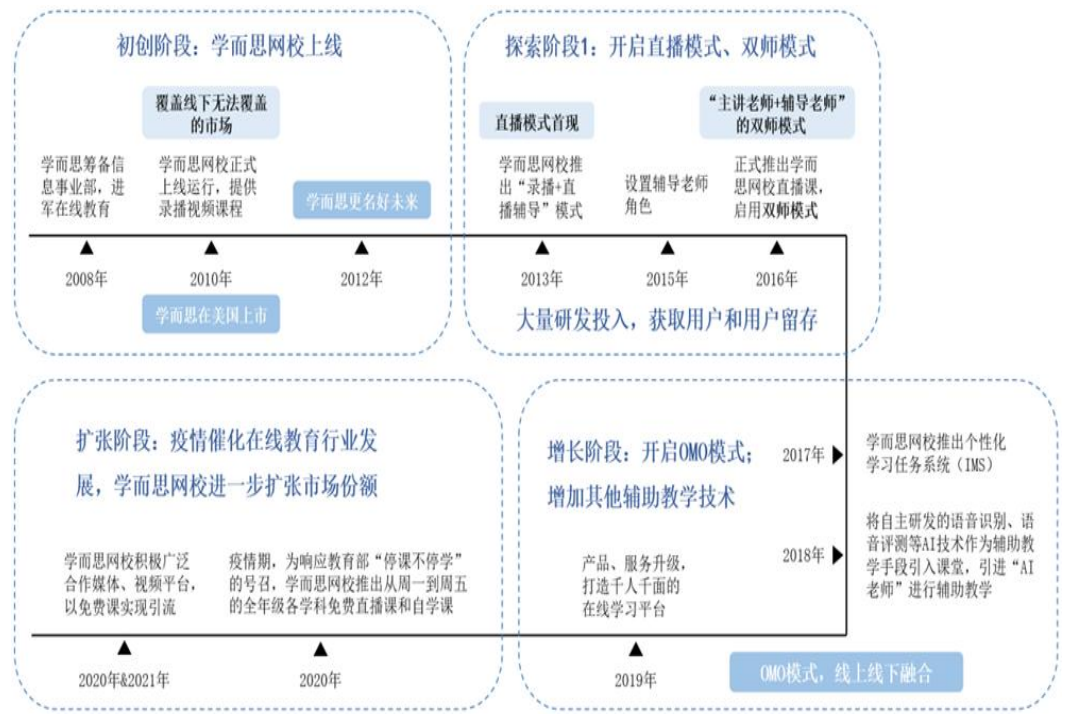 初创阶段：学而思网校上线
覆盖线下无法覆盖
的市场
学而思筹备信
息事业部，进
军在线教育
学而思网校正式
上线运行，提供
录播视频课程
学而思更名好未来
2008年
2010年
2012年
学而思在美国上市
探索阶段1：开启直播模式、双师模式
直播模式首现
“主讲老师+辅导老师”
的双师模式
学而思网校推
出“录播+直
播辅导”模式
设置辅导老师
角色
正式推出学而
思网校直播课，
启用双师模式
2013年
2015年
2016年
大量研发投入，获取用户和用户留存
增长阶段：开启OMO模式；
增加其他辅助教学技术
2017年
学而思网校推出个性化
学习任务系统（IMS）
2018年
将自主研发的语音识别、语
音评测等AI技术作为辅助教
学手段引入课堂，引进“AI
老师”进行辅助教学
产品、服务升级，
打造千人千面的
在线学习平台
2019年
OMO模式，线上线下融合
扩张阶段：疫情催化在线教育行业发
展，学而思网校进一步扩张市场份额
学而思网校积极广泛
合作媒体、视频平台，
以免费课实现引流
疫情期，为响应教育部“停课不停学”
的号召，学而思网校推出从周一到周五
的全年级各学科免费直播课和自学课
2020年&2021年
2020年